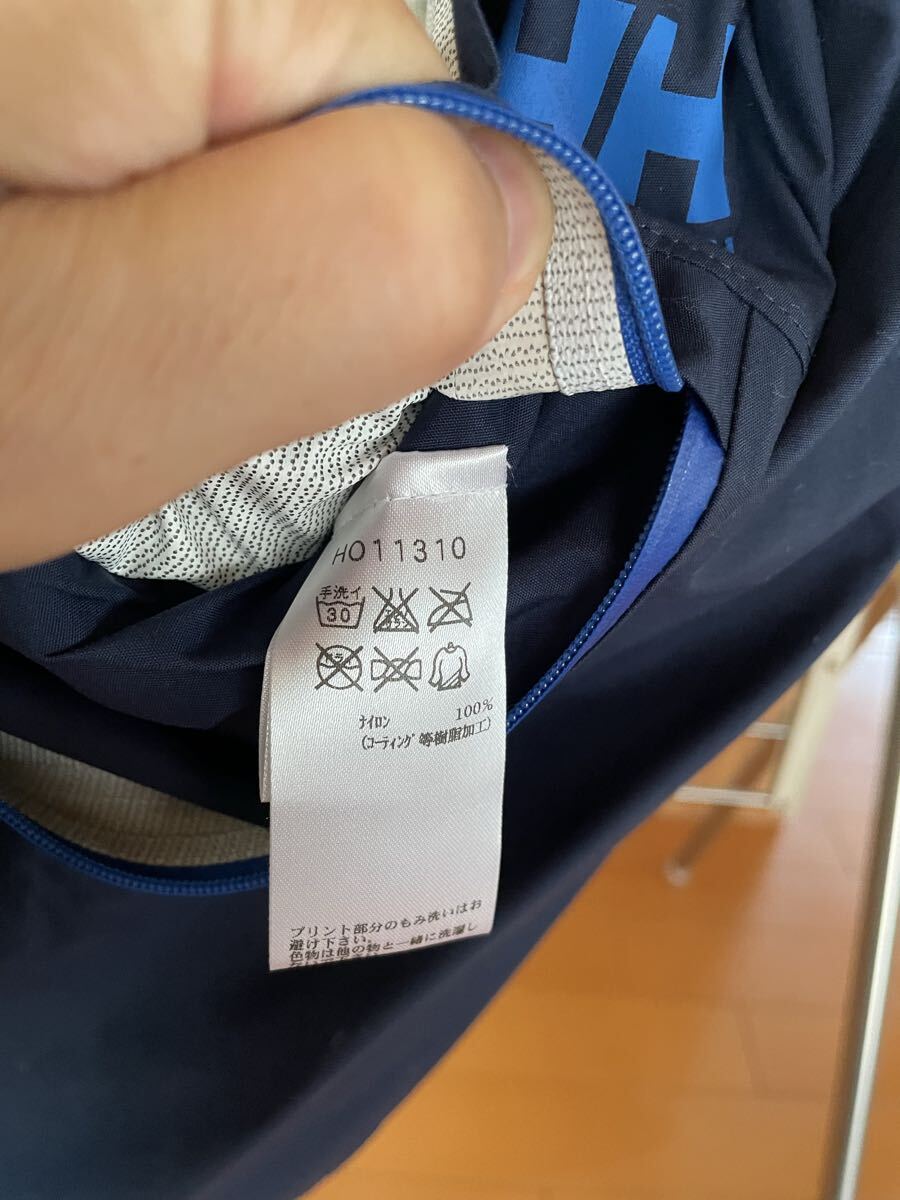 HH
HO11310
手洗イ
30
ナイロン 100%
(コーティング等樹脂加工)
プリント部分のもみ洗いはお
避け下さい。
色物は他の物と一緒に洗濯し